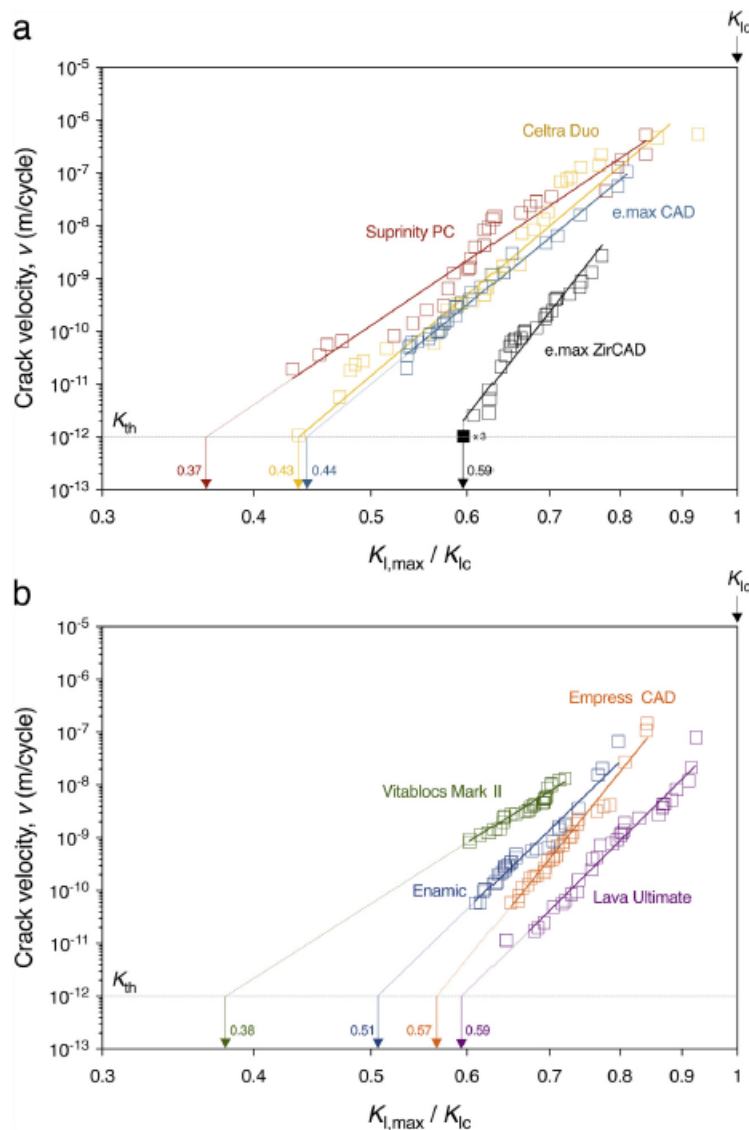 a
K_Ic
10^-5
10^-6
10^-7
10^-8
10^-9
10^-10
10^-11
10^-12
10^-13
Crack velocity, v (m/cycle)
Celtra Duo
Suprinity PC
e.max CAD
e.max ZirCAD
K_th
x 3
0.37
0.43
0.44
0.59
0.3
0.4
0.5
0.6
0.7
0.8
0.9
1
K_I,max / K_Ic
b
K_Ic
10^-5
10^-6
10^-7
10^-8
10^-9
10^-10
10^-11
10^-12
10^-13
Crack velocity, v (m/cycle)
Empress CAD
Vitablocs Mark II
Enamic
Lava Ultimate
K_th
0.38
0.51
0.57
0.59
0.3
0.4
0.5
0.6
0.7
0.8
0.9
1
K_I,max / K_Ic